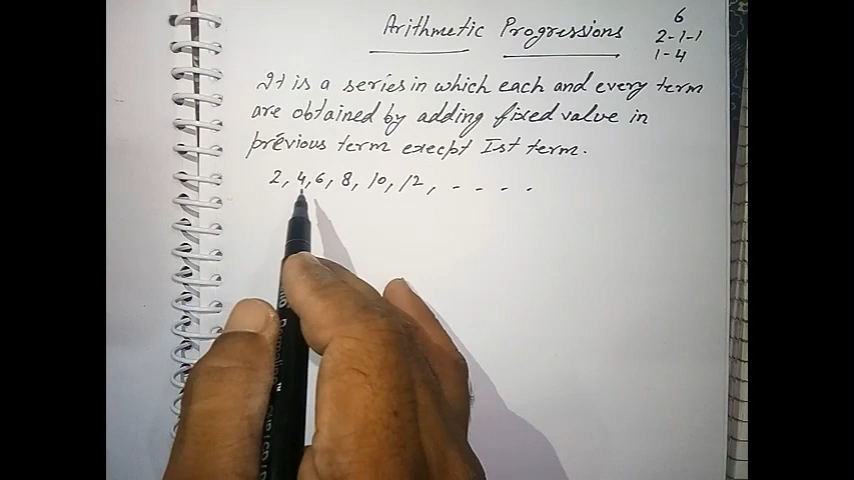 Arithmetic Progressions
6
2-1-1
1-4
It is a series in which each and every term
are obtained by adding fixed value in
previous term execpt Ist term.
2, 4, 6, 8, 10, 12, - - - .